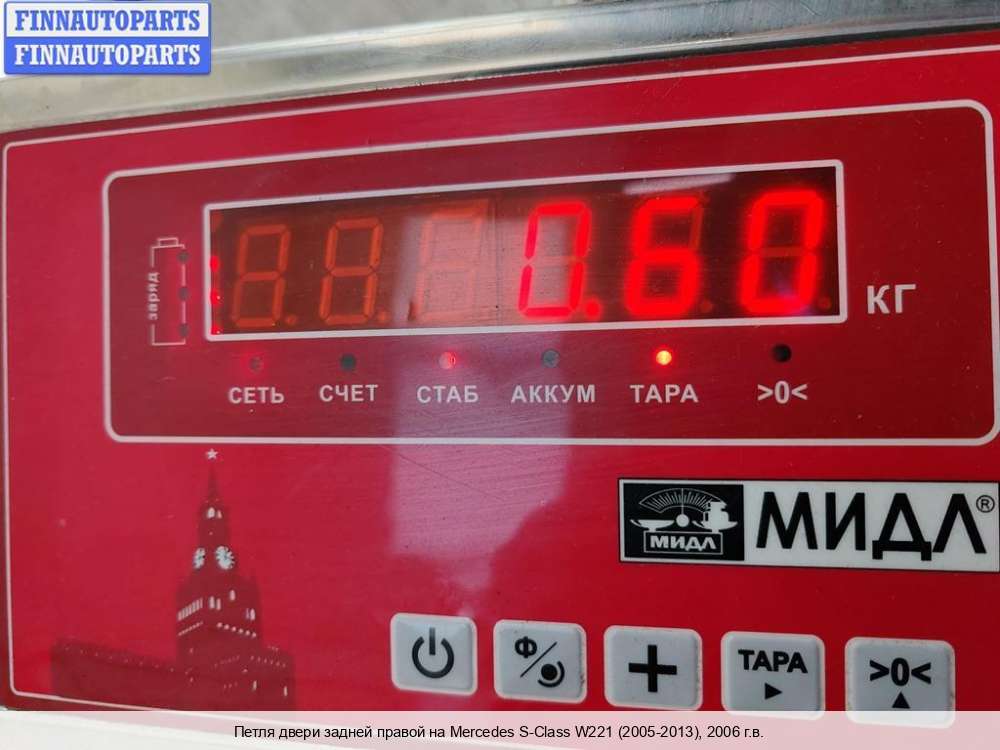 FINNAUTOPARTS
FINNAUTOPARTS
заряд
0.60
КГ
СЕТЬ СЧЕТ СТАБ АККУМ ТАРА >0<
МИДЛ МИДЛ®
Ф
ТАРА >0<
Петля двери задней правой на Mercedes S-Class W221 (2005-2013), 2006 г.в.